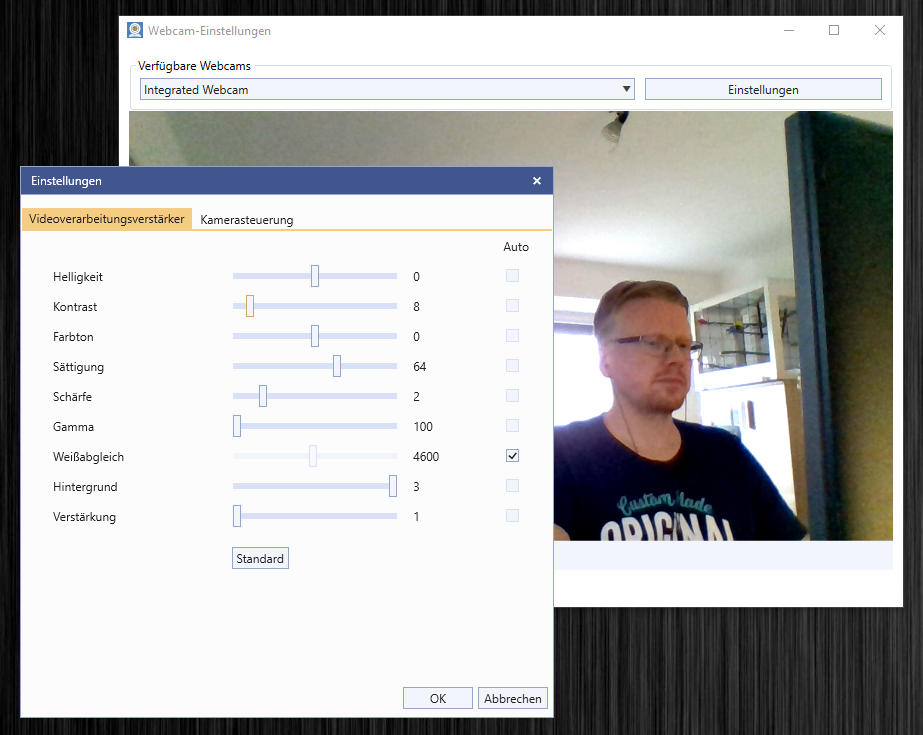 Webcam-Einstellungen
Verfügbare Webcams
Integrated Webcam
Einstellungen
Einstellungen
Videoverarbeitungsverstärker Kamerasteuerung
Auto
Helligkeit 0
Kontrast 8
Farbton 0
Sättigung 64
Schärfe 2
Gamma 100
Weißabgleich 4600
Hintergrund 3
Verstärkung 1
Standard
OK Abbrechen
Custom Made
ORIGINAL